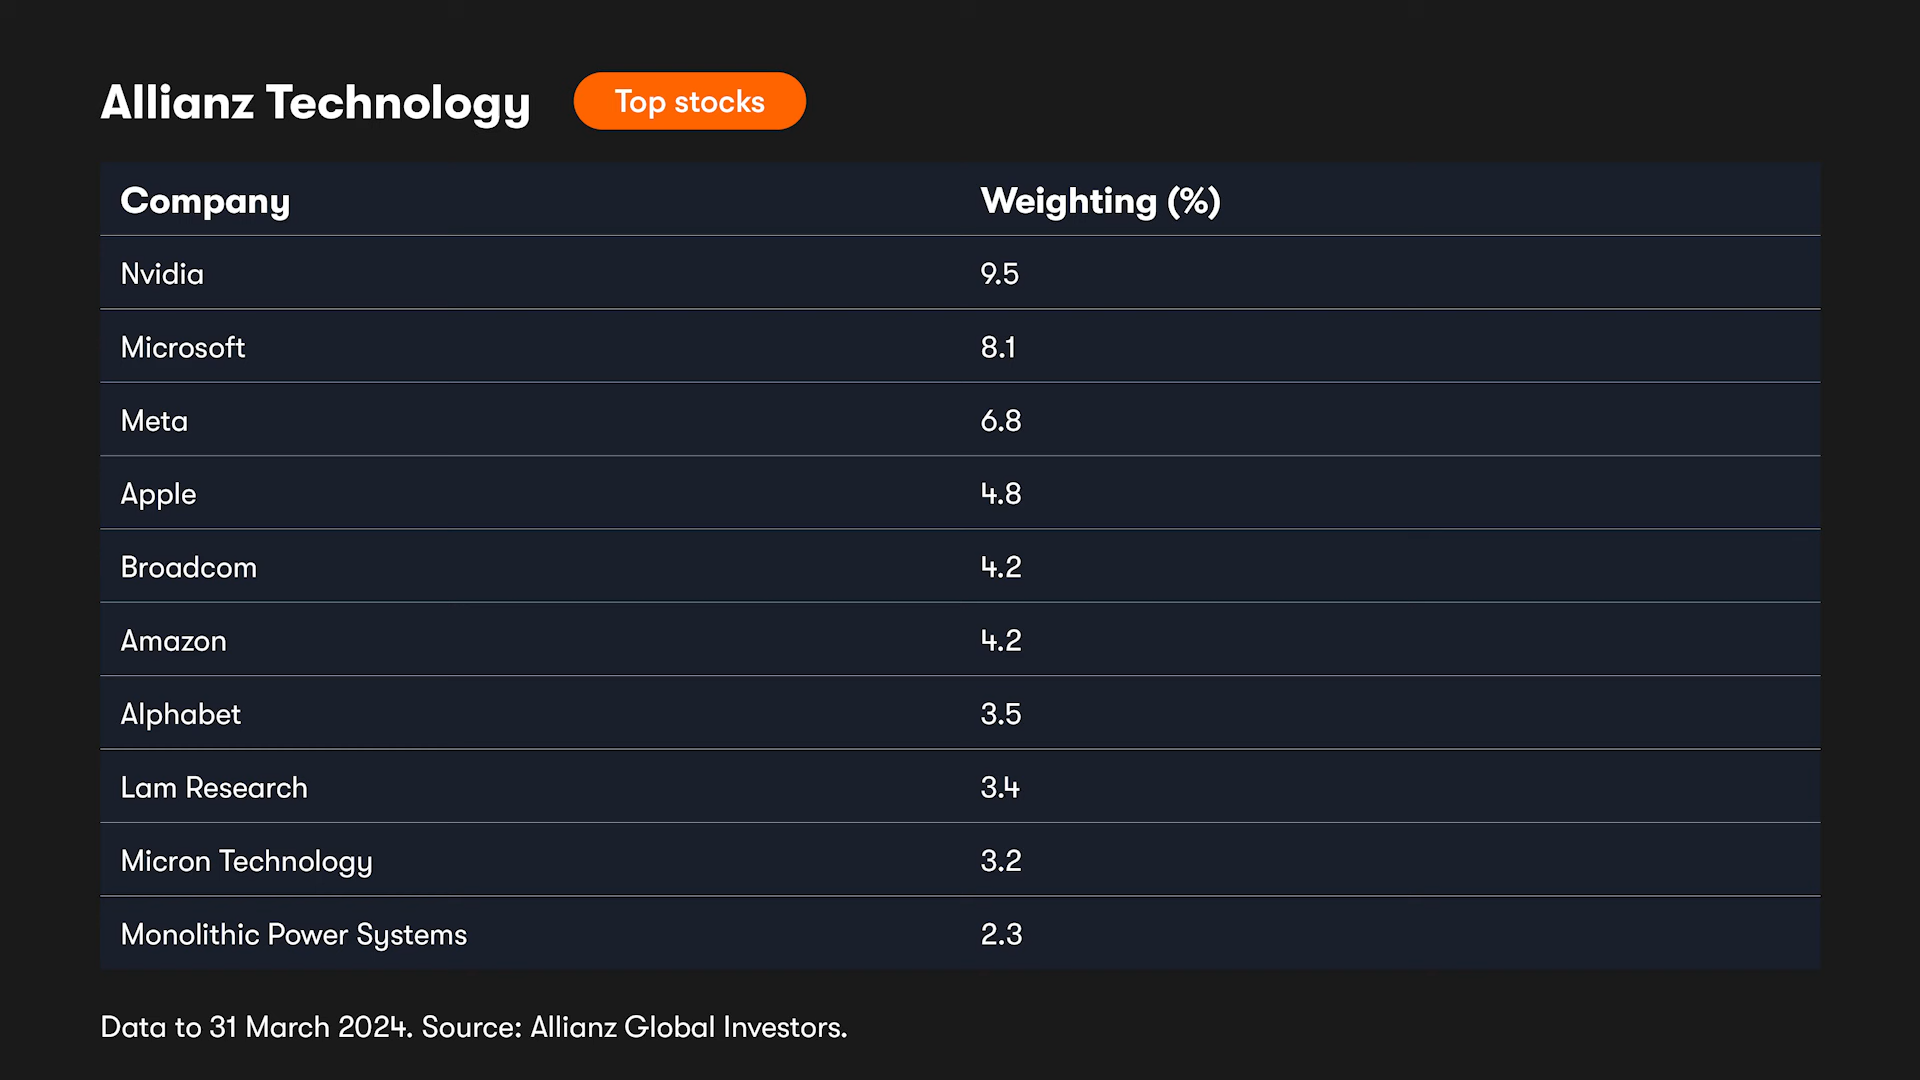 Allianz Technology Top stocks
Company Weighting (%)
Nvidia 9.5
Microsoft 8.1
Meta 6.8
Apple 4.8
Broadcom 4.2
Amazon 4.2
Alphabet 3.5
Lam Research 3.4
Micron Technology 3.2
Monolithic Power Systems 2.3
Data to 31 March 2024. Source: Allianz Global Investors.